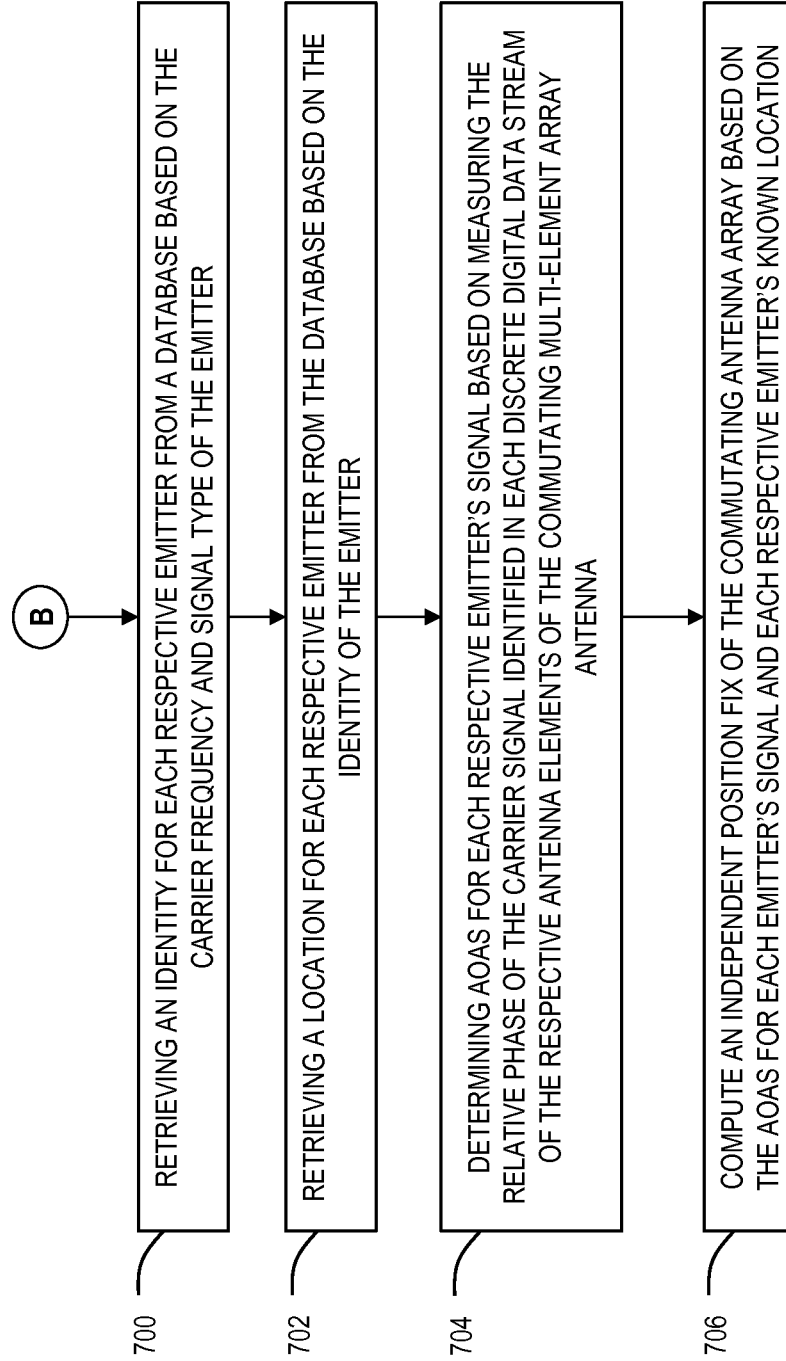 B
700
RETRIEVING AN IDENTITY FOR EACH RESPECTIVE EMITTER FROM A DATABASE BASED ON THE
CARRIER FREQUENCY AND SIGNAL TYPE OF THE EMITTER
702
RETRIEVING A LOCATION FOR EACH RESPECTIVE EMITTER FROM THE DATABASE BASED ON THE
IDENTITY OF THE EMITTER
704
DETERMINING AOAS FOR EACH RESPECTIVE EMITTER'S SIGNAL BASED ON MEASURING THE
RELATIVE PHASE OF THE CARRIER SIGNAL IDENTIFIED IN EACH DISCRETE DIGITAL DATA STREAM
OF THE RESPECTIVE ANTENNA ELEMENTS OF THE COMMUTATING MULTI-ELEMENT ARRAY
ANTENNA
706
COMPUTE AN INDEPENDENT POSITION FIX OF THE COMMUTATING ANTENNA ARRAY BASED ON
THE AOAS FOR EACH EMITTER'S SIGNAL AND EACH RESPECTIVE EMITTER'S KNOWN LOCATION